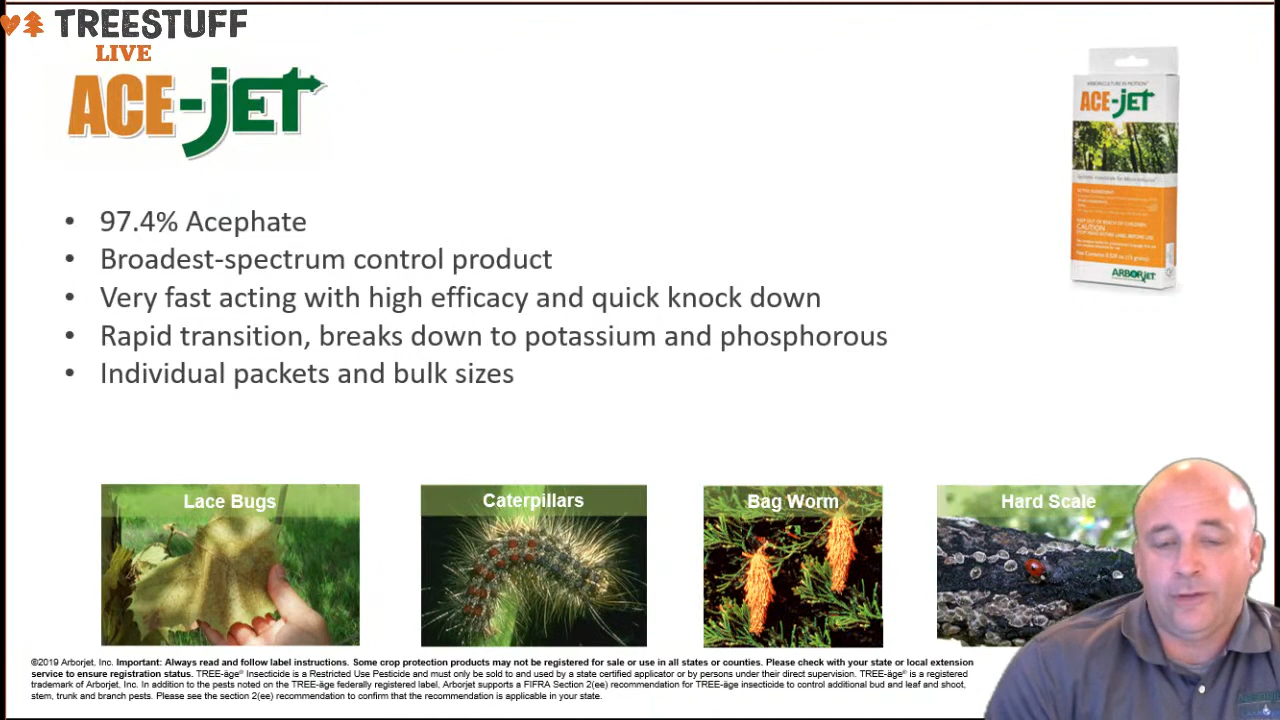 TREESTUFF
LIVE
ACE-JET
ACE-JET
CAUTION
ARBORJET
• 97.4% Acephate
• Broadest-spectrum control product
• Very fast acting with high efficacy and quick knock down
• Rapid transition, breaks down to potassium and phosphorous
• Individual packets and bulk sizes
Lace Bugs
Caterpillars
Bag Worm
Hard Scale
©2019 Arborjet, Inc. Important: Always read and follow label instructions. Some crop protection products may not be registered for sale or use in all states or counties. Please check with your state or local extension
service to ensure registration status. TREE-äge® Insecticide is a Restricted Use Pesticide and must only be sold to and used by a state certified applicator or by persons under their direct supervision. TREE-äge® is a registered
trademark of Arborjet, Inc. In addition to the pests noted on the TREE-äge federally registered label, Arborjet supports a FIFRA Section 2(ee) recommendation for TREE-äge insecticide to control additional bud and leaf and shoot,
stem, trunk and branch pests. Please see the section 2(ee) recommendation to confirm that the recommendation is applicable in your state.